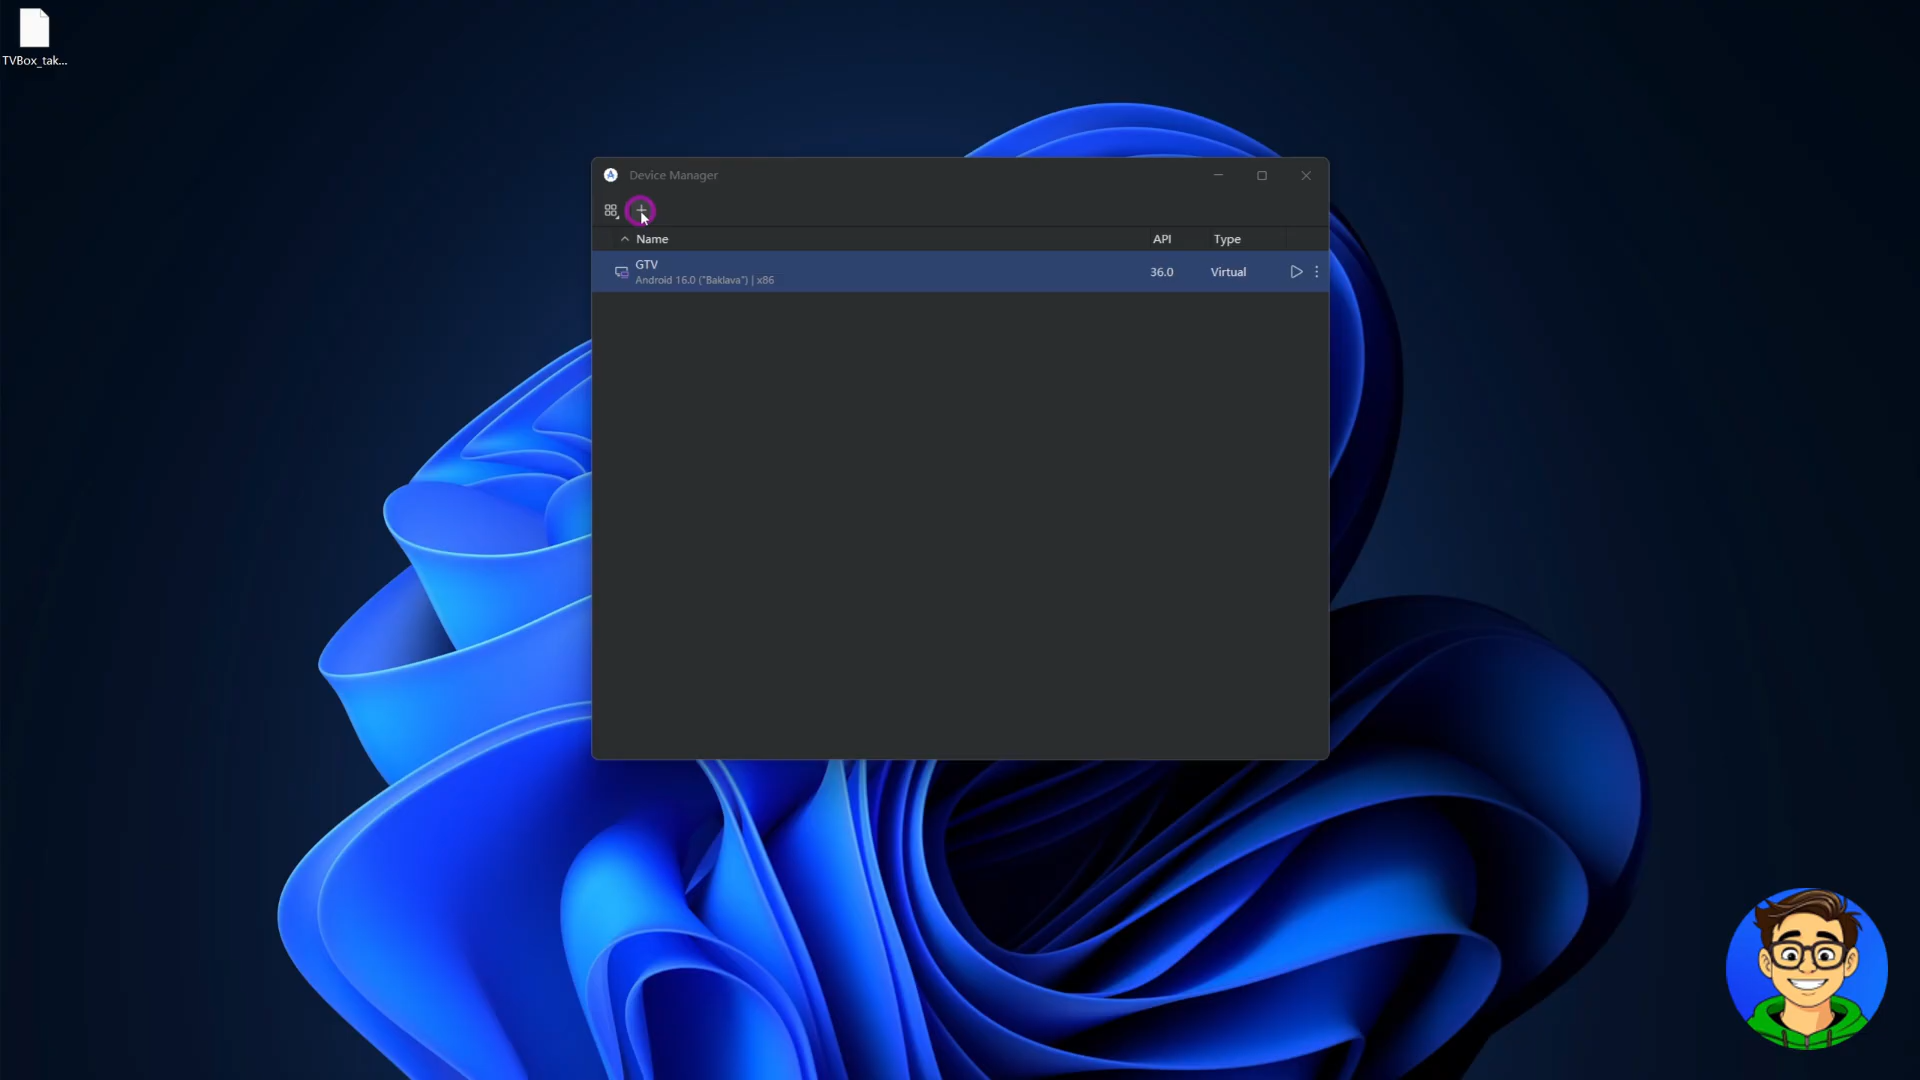 TVBox_tak...
Device Manager
Name API Type
GTV
Android 16.0 ("Baklava") | x86
36.0 Virtual